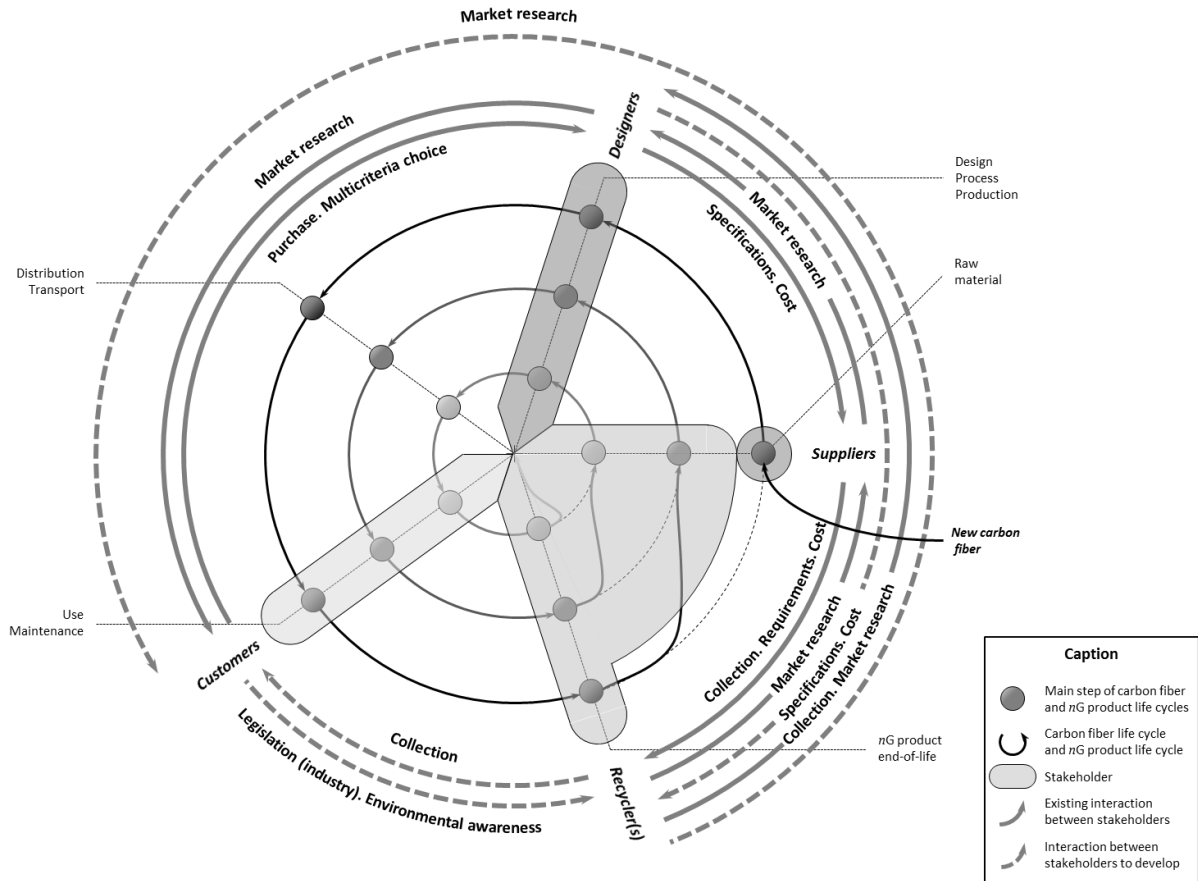 Market research
Designers
Market research
Purchase. Multicriteria choice
Market research
Specifications. Cost
Design
Process
Production
Distribution
Transport
Raw
material
Suppliers
New carbon
fiber
Use
Maintenance
Customers
Collection. Requirements. Cost
Market research
Specifications. Cost
Collection. Market research
Collection
Legislation (industry). Environmental awareness
Recycler(s)
nG product
end-of-life
Caption
Main step of carbon fiber
and nG product life cycles
Carbon fiber life cycle
and nG product life cycle
Stakeholder
Existing interaction
between stakeholders
Interaction between
stakeholders to develop